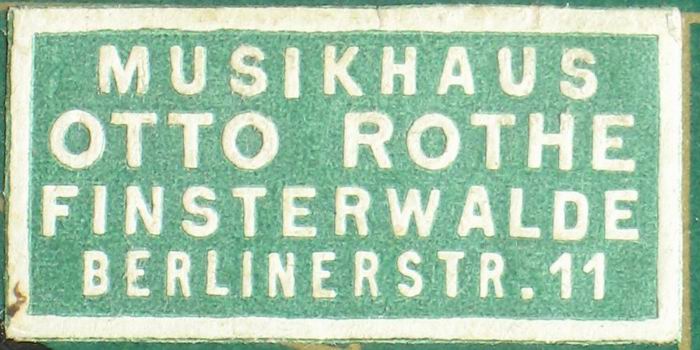 MUSIKHAUS
OTTO ROTHE
FINSTERWALDE
BERLINERSTR. 11